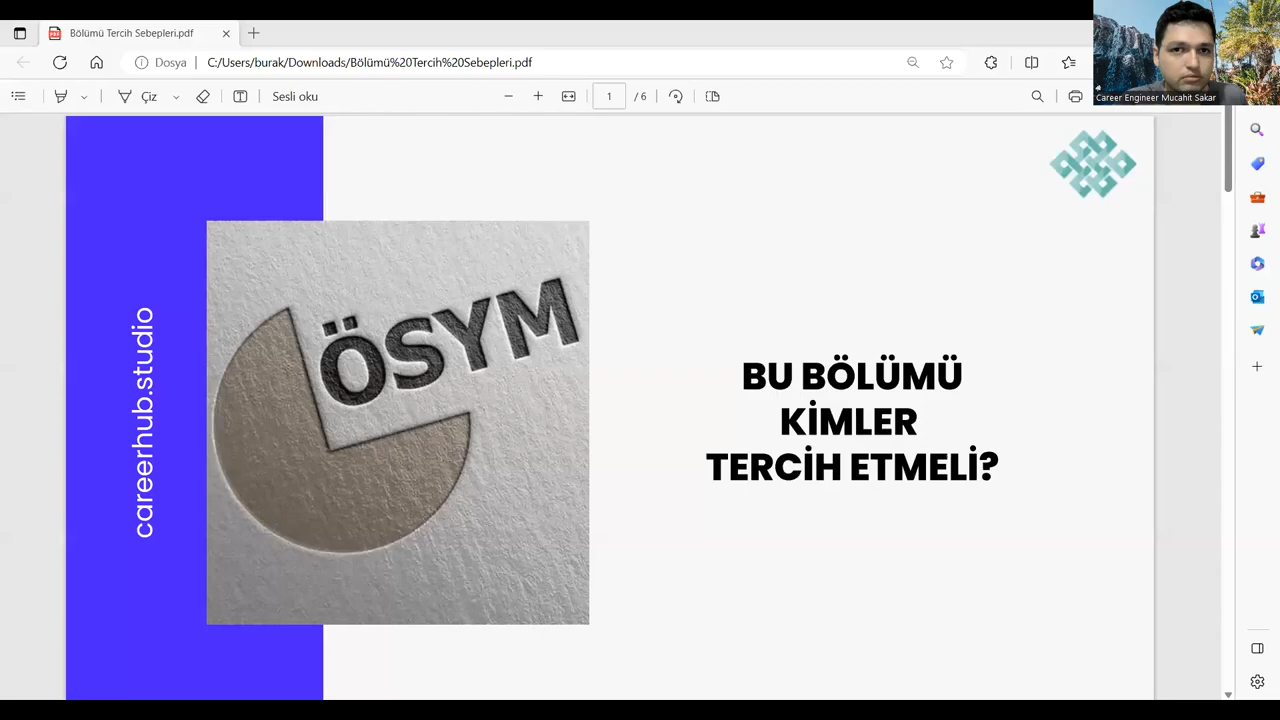 Bölümü Tercih Sebepleri.pdf
Dosya
C:/Users/burak/Downloads/Bölümü%20Tercih%20Sebepleri.pdf
Çiz
Sesli oku
1
/ 6
Career Engineer Mucahit Sakar
careerhub.studio
ÖSYM
BU BÖLÜMÜ
KİMLER
TERCİH ETMELİ?